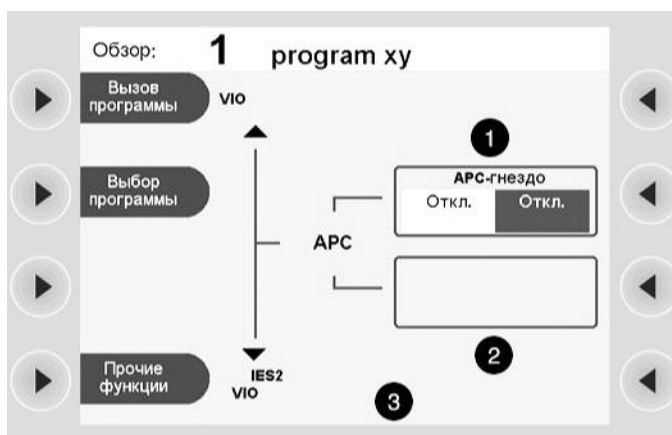 Обзор: 1 program xy
Вызов
программы
VIO
1
АРС-гнездо
Откл. Откл.
Выбор
программы
APC
2
Прочие
функции
IES2
VIO
3